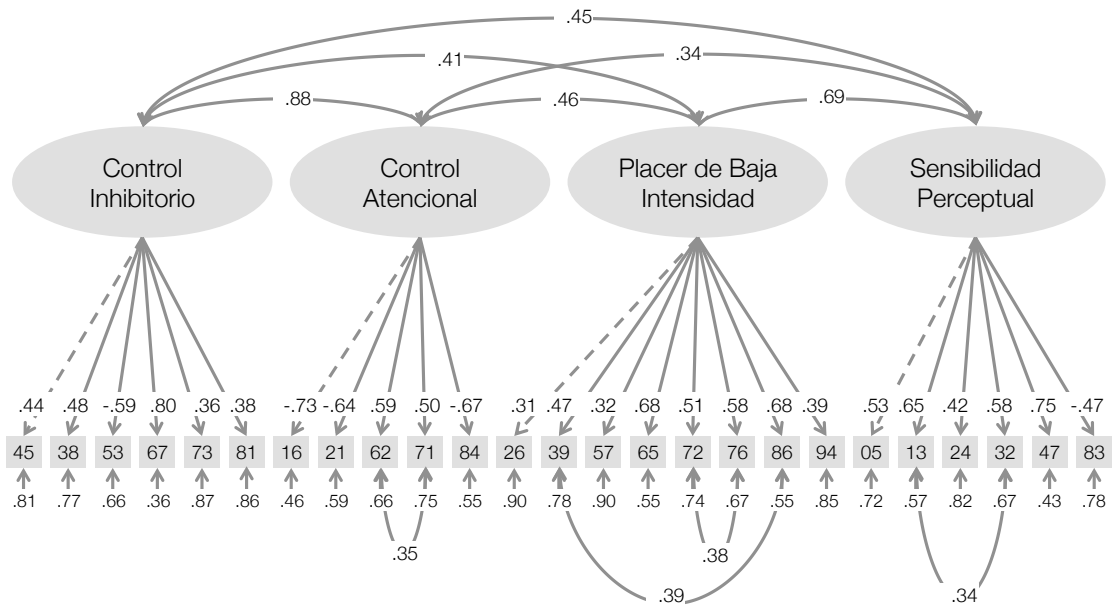 .45
.41
.34
.88
.46
.69
Control
Inhibitorio
Control
Atencional
Placer de Baja
Intensidad
Sensibilidad
Perceptual
.44 .48 -.59 .80 .36 .38 -.73 -.64 .59 .50 -.67 .31 .47 .32 .68 .51 .58 .68 .39 .53 .65 .42 .58 .75 -.47
45 38 53 67 73 81 16 21 62 71 84 26 39 57 65 72 76 86 94 05 13 24 32 47 83
.81 .77 .66 .36 .87 .86 .46 .59 .66 .75 .55 .90 .78 .90 .55 .74 .67 .55 .85 .72 .57 .82 .67 .43 .78
.35
.38
.39
.34